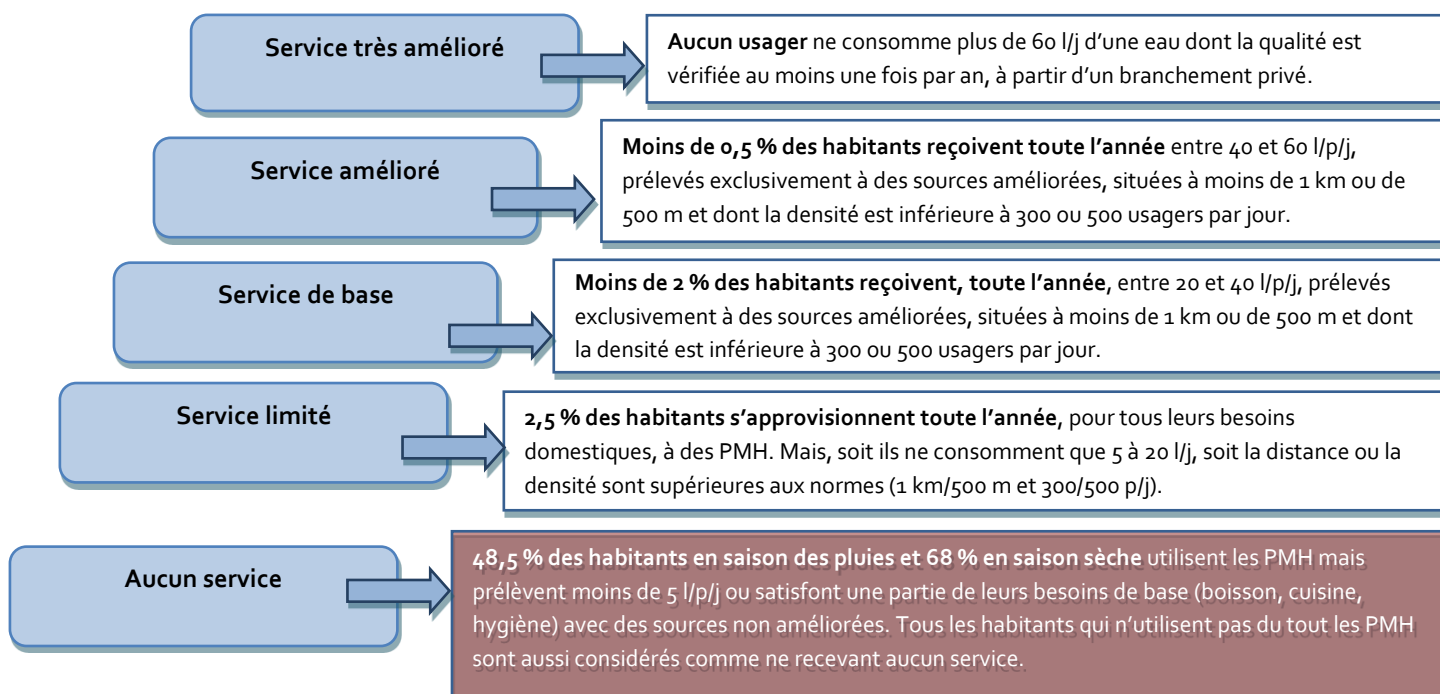 Service très amélioré
Aucun usager ne consomme plus de 60 l/j d'une eau dont la qualité est
vérifiée au moins une fois par an, à partir d'un branchement privé.
Service amélioré
Moins de 0,5 % des habitants reçoivent toute l'année entre 40 et 60 l/p/j,
prélevés exclusivement à des sources améliorées, situées à moins de 1 km ou de
500 m et dont la densité est inférieure à 300 ou 500 usagers par jour.
Service de base
Moins de 2 % des habitants reçoivent, toute l'année, entre 20 et 40 l/p/j, prélevés
exclusivement à des sources améliorées, situées à moins de 1 km ou de 500 m et dont
la densité est inférieure à 300 ou 500 usagers par jour.
Service limité
2,5 % des habitants s'approvisionnent toute l'année, pour tous leurs besoins
domestiques, à des PMH. Mais, soit ils ne consomment que 5 à 20 l/j, soit la distance ou la
densité sont supérieures aux normes (1 km/500 m et 300/500 p/j).
Aucun service
48,5 % des habitants en saison des pluies et 68 % en saison sèche utilisent les PMH mais
prélèvent moins de 5 l/p/j ou satisfont une partie de leurs besoins de base (boisson, cuisine,
hygiène) avec des sources non améliorées. Tous les habitants qui n'utilisent pas du tout les PMH
sont aussi considérés comme ne recevant aucun service.